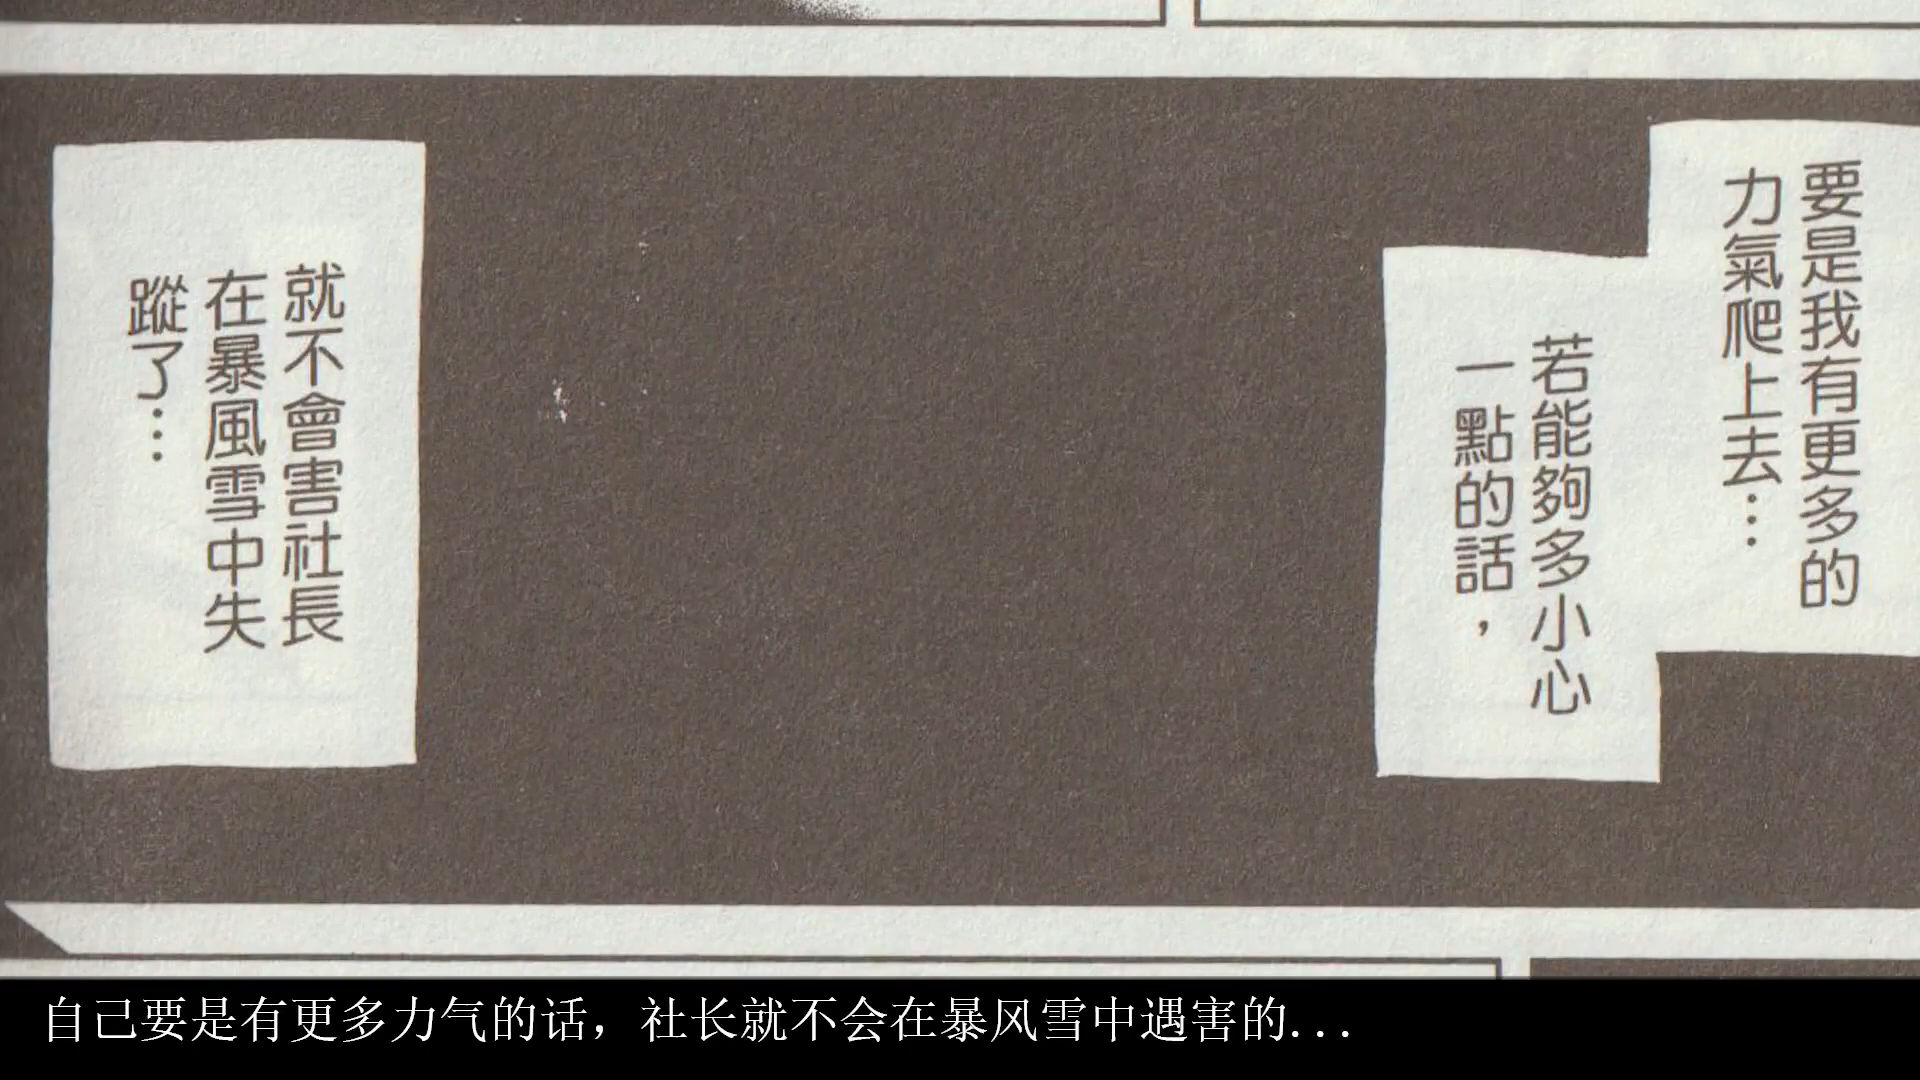 要是我有更多的
力氣爬上去…
若能夠多小心
一點的話，
就不會害社長
在暴風雪中失
蹤了…
自己要是有更多力气的话，社长就不会在暴风雪中遇害的...